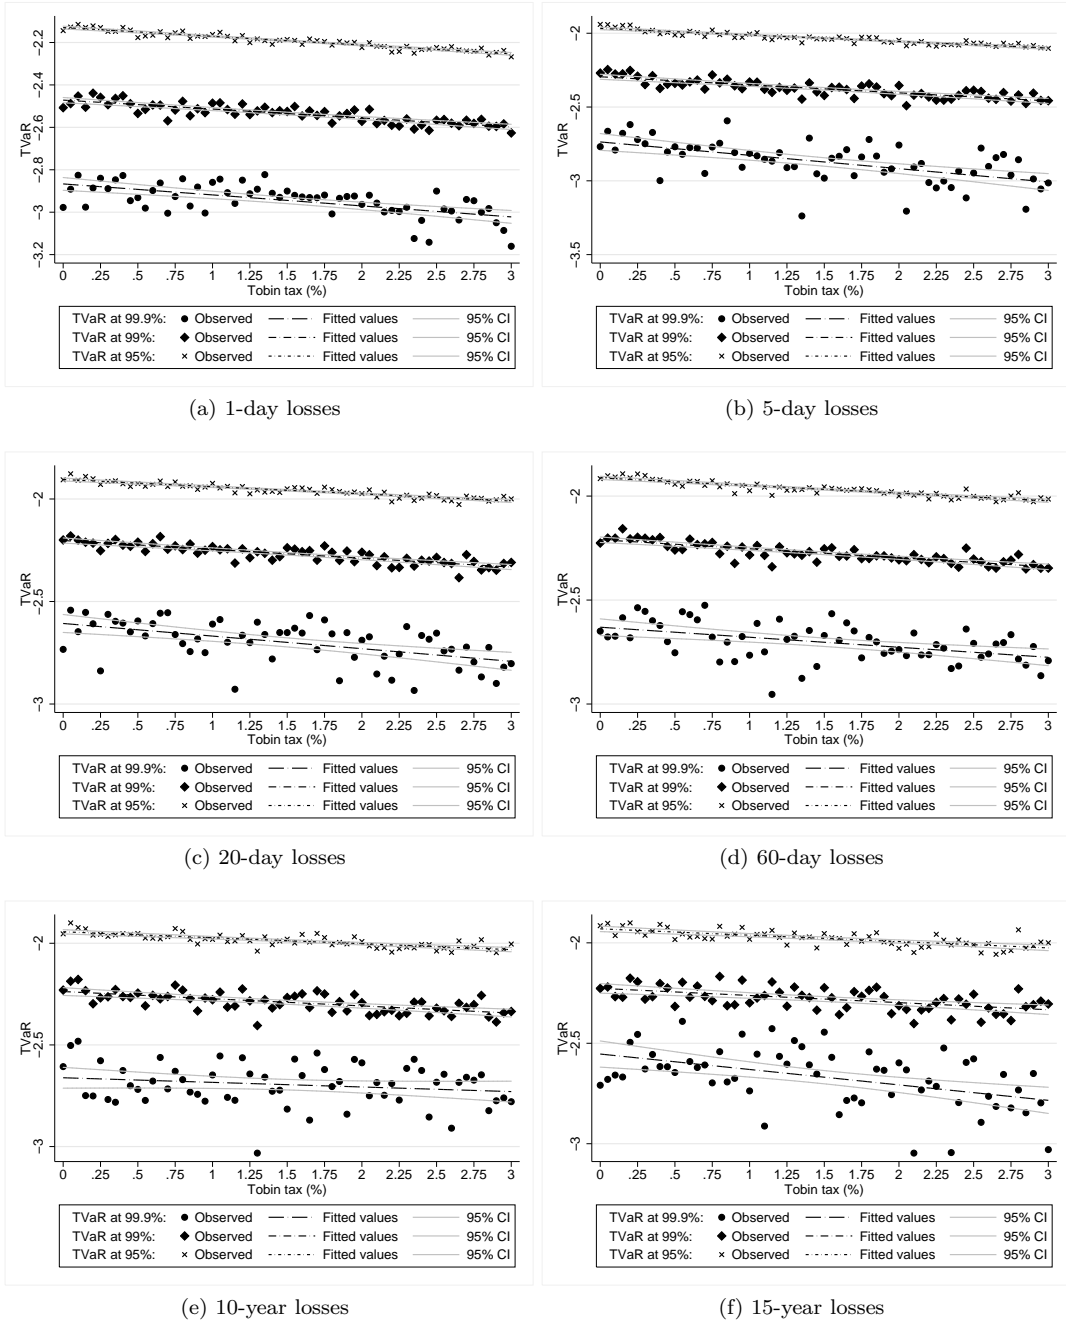 -2.2
-2.4
-2.6
-2.8
-3
-3.2
TVaR
0 .25 .5 .75 1 1.25 1.5 1.75 2 2.25 2.5 2.75 3
Tobin tax (%)
TVaR at 99.9%: Observed Fitted values 95% CI
TVaR at 99%: Observed Fitted values 95% CI
TVaR at 95%: Observed Fitted values 95% CI
(a) 1-day losses
-2
-2.5
-3
-3.5
TVaR
0 .25 .5 .75 1 1.25 1.5 1.75 2 2.25 2.5 2.75 3
Tobin tax (%)
TVaR at 99.9%: Observed Fitted values 95% CI
TVaR at 99%: Observed Fitted values 95% CI
TVaR at 95%: Observed Fitted values 95% CI
(b) 5-day losses
-2
-2.5
-3
TVaR
0 .25 .5 .75 1 1.25 1.5 1.75 2 2.25 2.5 2.75 3
Tobin tax (%)
TVaR at 99.9%: Observed Fitted values 95% CI
TVaR at 99%: Observed Fitted values 95% CI
TVaR at 95%: Observed Fitted values 95% CI
(c) 20-day losses
-2
-2.5
-3
TVaR
0 .25 .5 .75 1 1.25 1.5 1.75 2 2.25 2.5 2.75 3
Tobin tax (%)
TVaR at 99.9%: Observed Fitted values 95% CI
TVaR at 99%: Observed Fitted values 95% CI
TVaR at 95%: Observed Fitted values 95% CI
(d) 60-day losses
-2
-2.5
-3
TVaR
0 .25 .5 .75 1 1.25 1.5 1.75 2 2.25 2.5 2.75 3
Tobin tax (%)
TVaR at 99.9%: Observed Fitted values 95% CI
TVaR at 99%: Observed Fitted values 95% CI
TVaR at 95%: Observed Fitted values 95% CI
(e) 10-year losses
-2
-2.5
-3
TVaR
0 .25 .5 .75 1 1.25 1.5 1.75 2 2.25 2.5 2.75 3
Tobin tax (%)
TVaR at 99.9%: Observed Fitted values 95% CI
TVaR at 99%: Observed Fitted values 95% CI
TVaR at 95%: Observed Fitted values 95% CI
(f) 15-year losses